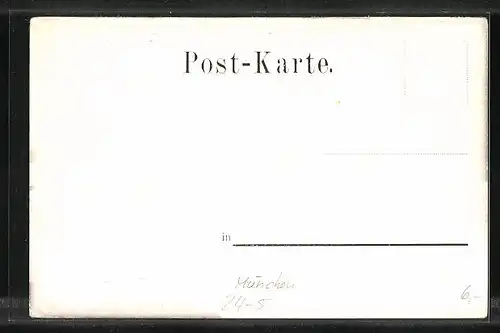 Post-Karte.
in
München
24-5
6,-